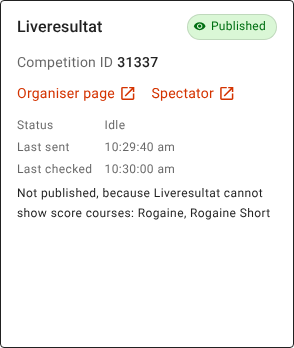 Liveresultat
Published
Competition ID 31337
Organiser page Spectator
Status Idle
Last sent 10:29:40 am
Last checked 10:30:00 am
Not published, because Liveresultat cannot
show score courses: Rogaine, Rogaine Short